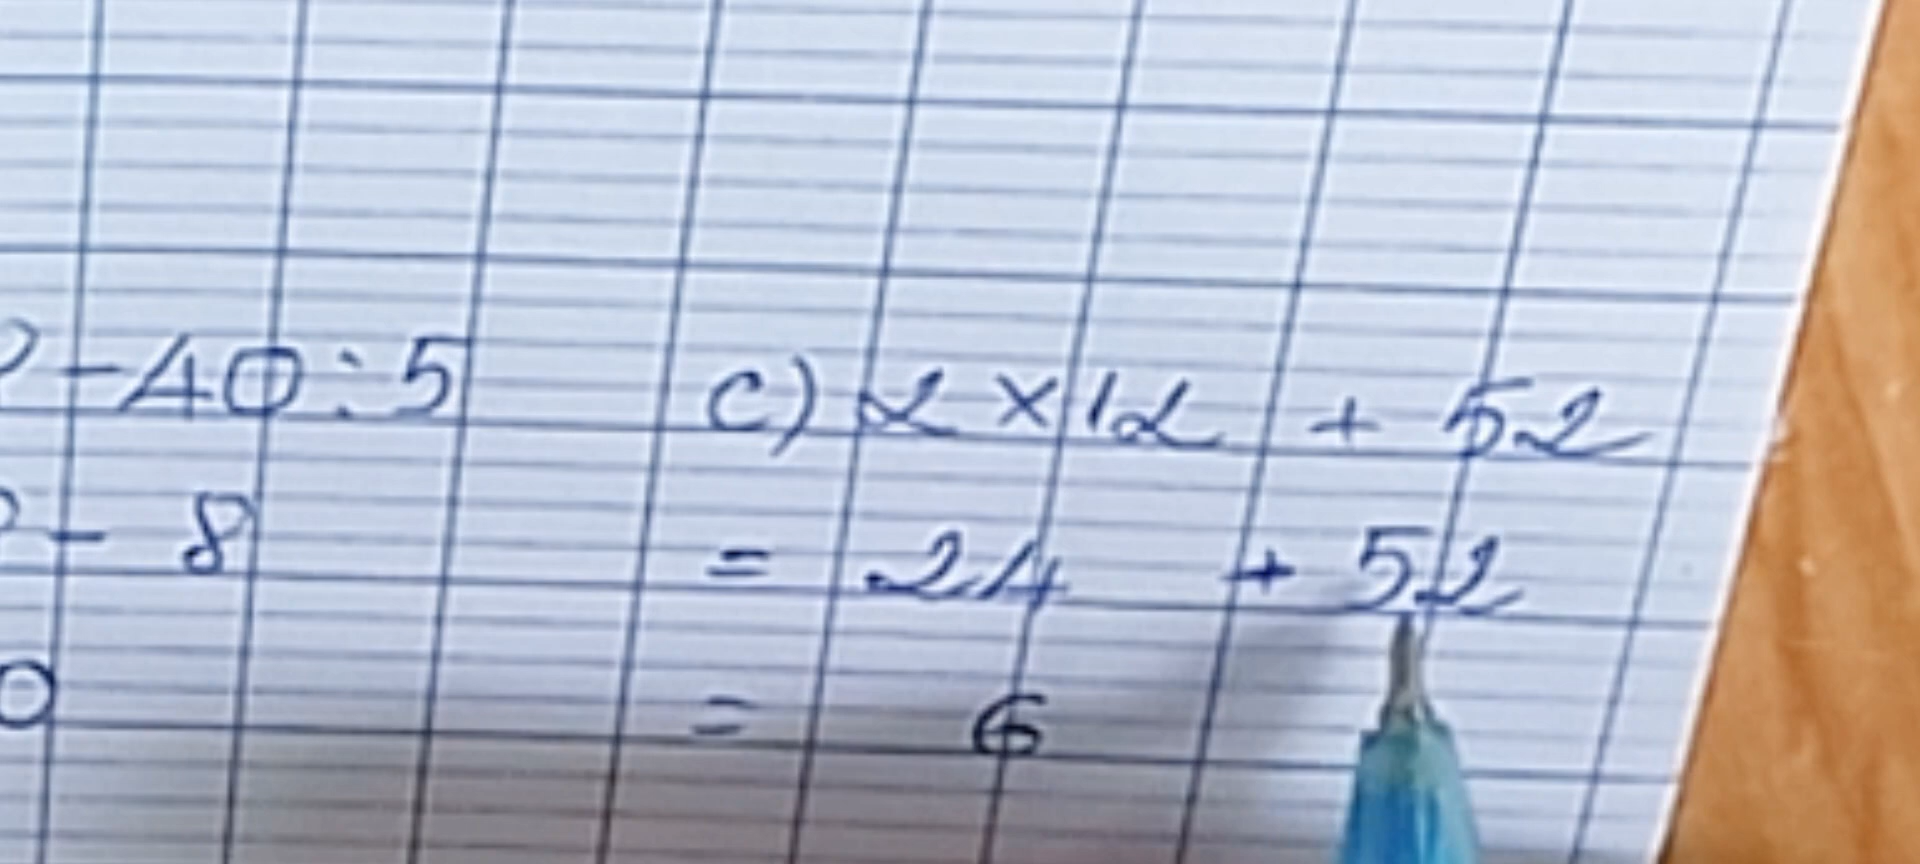 - 40 : 5
c) 2 × 12 + 52
- 8
= 24 + 52
0
= 6